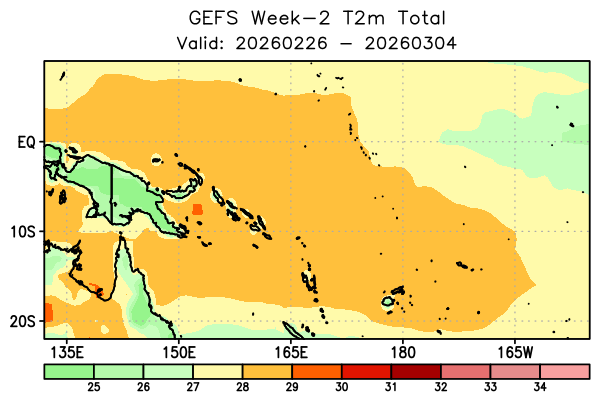 GEFS Week-2 T2m Total
Valid: 20260226 - 20260304
EQ
10S
20S
135E 150E 165E 180 165W
25 26 27 28 29 30 31 32 33 34